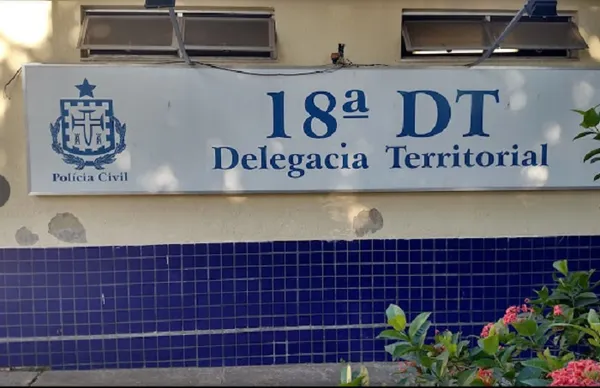 18ª DT
Delegacia Territorial
Polícia Civil